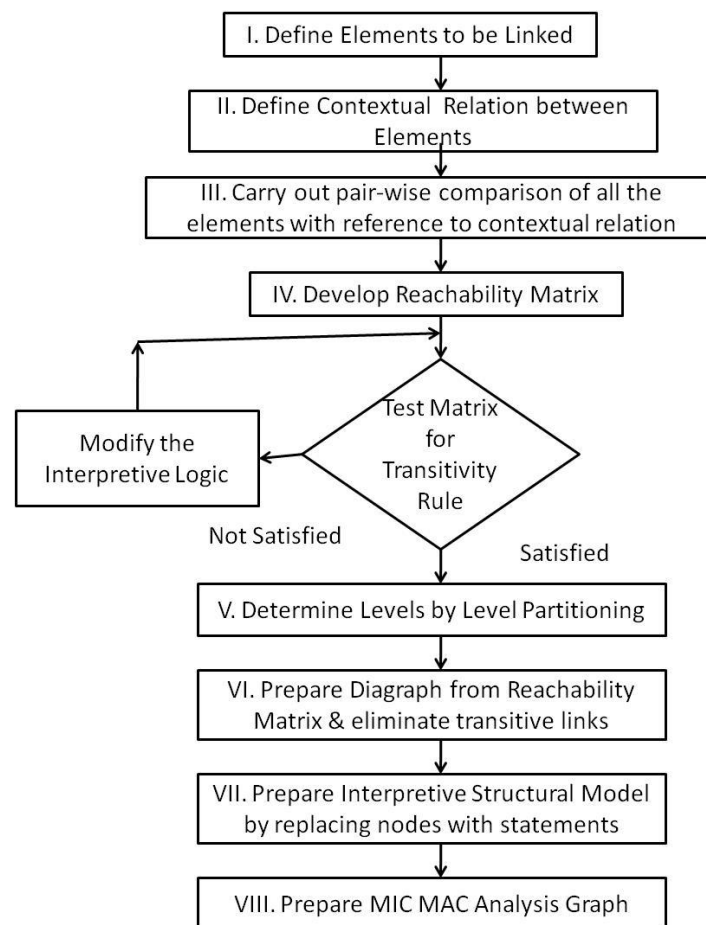 I. Define Elements to be Linked
II. Define Contextual Relation between
Elements
III. Carry out pair-wise comparison of all the
elements with reference to contextual relation
IV. Develop Reachability Matrix
Test Matrix
for
Transitivity
Rule
Modify the
Interpretive Logic
Not Satisfied
Satisfied
V. Determine Levels by Level Partitioning
VI. Prepare Diagraph from Reachability
Matrix & eliminate transitive links
VII. Prepare Interpretive Structural Model
by replacing nodes with statements
VIII. Prepare MIC MAC Analysis Graph